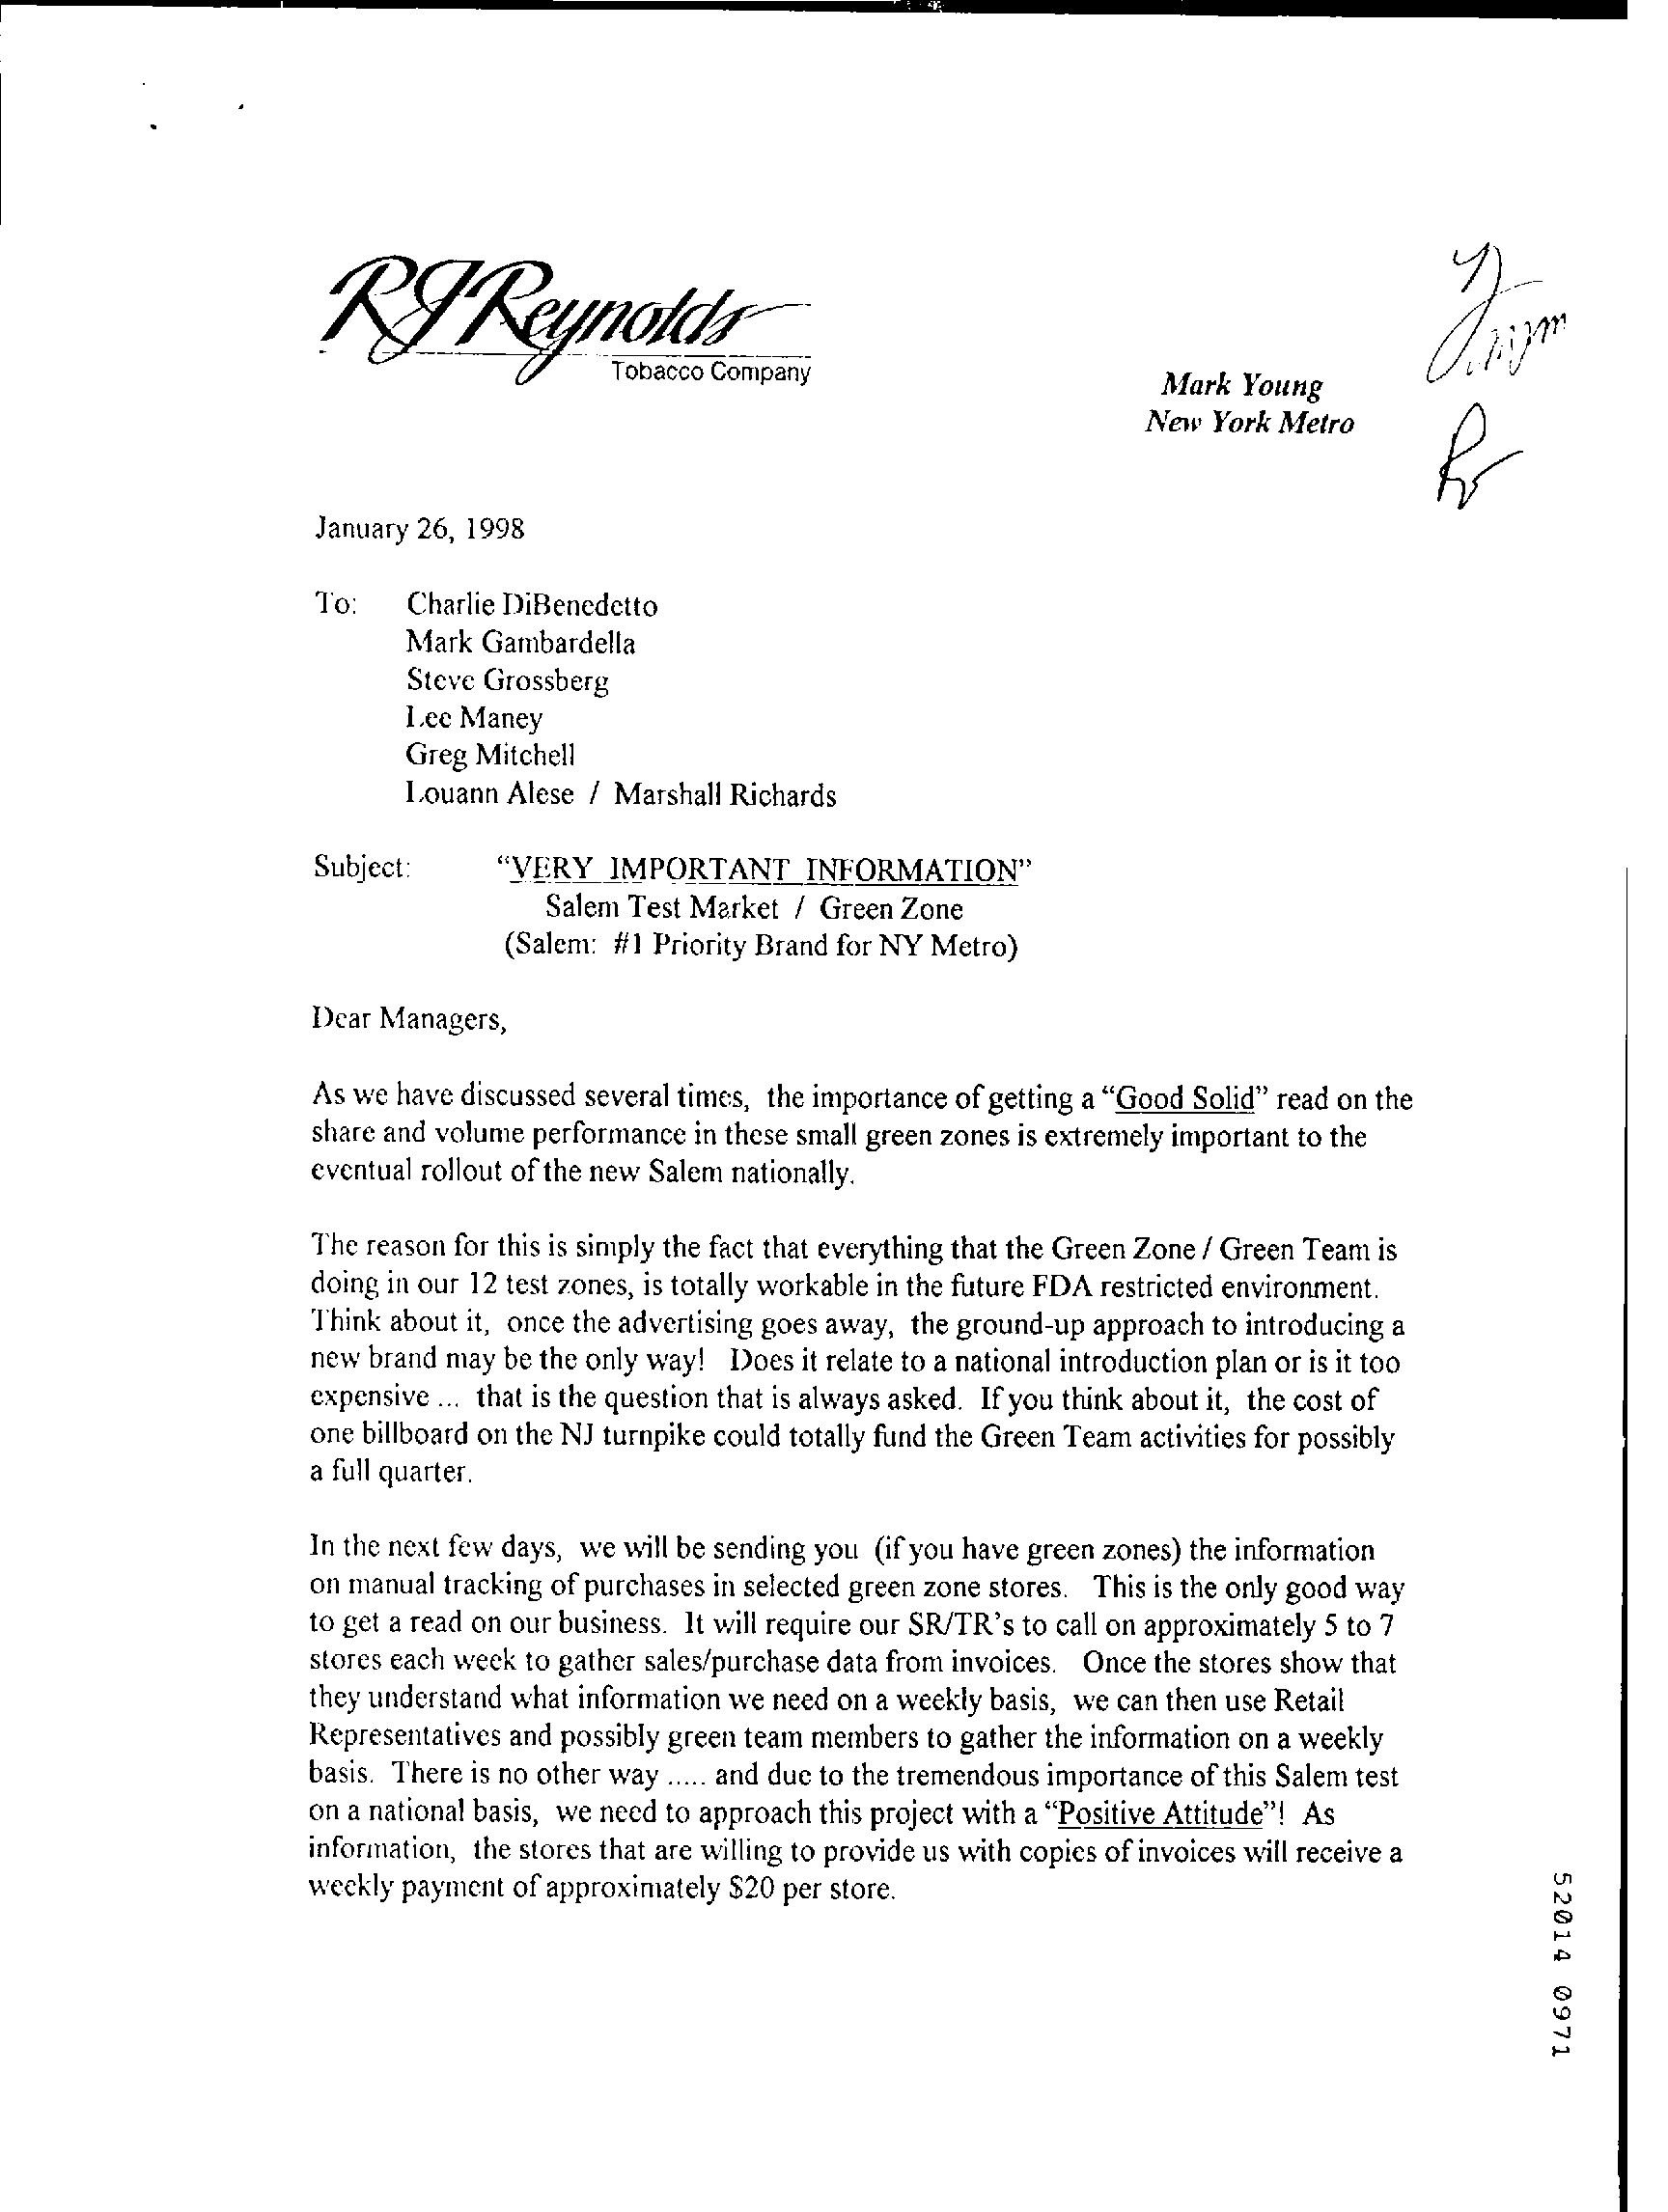 RJReynolds
Tobacco Company
Mark Young
New York Metro
January 26, 1998
To: Charlie DiBenedetto
Mark Gambardella
Steve Grossberg
Lee Maney
Greg Mitchell
Louann Alese / Marshall Richards
Subject: “VERY IMPORTANT INFORMATION”
Salem Test Market / Green Zone
(Salem: #1 Priority Brand for NY Metro)
Dear Managers,
As we have discussed several times, the importance of getting a “Good Solid” read on the
share and volume performance in these small green zones is extremely important to the
eventual rollout of the new Salem nationally.
The reason for this is simply the fact that everything that the Green Zone / Green Team is
doing in our 12 test zones, is totally workable in the future FDA restricted environment.
Think about it, once the advertising goes away, the ground-up approach to introducing a
new brand may be the only way! Does it relate to a national introduction plan or is it too
expensive ... that is the question that is always asked. If you think about it, the cost of
one billboard on the NJ turnpike could totally fund the Green Team activities for possibly
a full quarter.
In the next few days, we will be sending you (if you have green zones) the information
on manual tracking of purchases in selected green zone stores. This is the only good way
to get a read on our business. It will require our SR/TR's to call on approximately 5 to 7
stores each week to gather sales/purchase data from invoices. Once the stores show that
they understand what information we need on a weekly basis, we can then use Retail
Representatives and possibly green team members to gather the information on a weekly
basis. There is no other way ..... and due to the tremendous importance of this Salem test
on a national basis, we need to approach this project with a “Positive Attitude”! As
information, the stores that are willing to provide us with copies of invoices will receive a
weekly payment of approximately $20 per store.
52014 0971